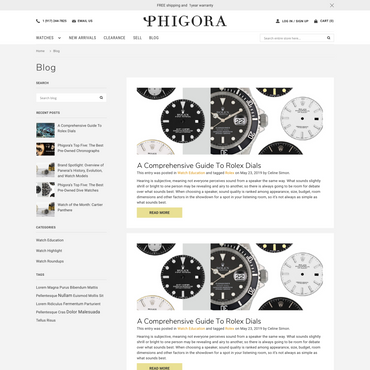 FREE shipping and 1year warranty
1 (917) 344-7825
EMAIL US
PHIGORA
LOG IN / SIGN UP
CART (0)
WATCHES
NEW ARRIVALS
CLEARANCE
SELL
BLOG
Search entire store here...
Home
Blog
Blog
SEARCH
Search blog
RECENT POST
A Comprehensive Guide To
Rolex Dials
Phigora's Top Five: The Best
Pre-Owned Chronographs
Brand Spotlight: Overview of
Panerai's History, Evolution,
and Watch Models
Phigora's Top Five: The Best
Pre-Owned Dive Watches
Watch of the Month: Cartier
Panthere
CATEGORIES
Watch Education
Watch Highlight
Watch Roundups
TAGS
Lorem Magna Purus Bibendum Mattis
Pellentesque Nullam Euismod Mollis Sit
Lorem Ridiculus Fermentum Parturient
Pellentesque Cras Dolor Malesuada
Tellus Risus
A Comprehensive Guide To Rolex Dials
This entry was posted in Watch Education and tagged Rolex on May 23, 2019 by Celine Simon
Hearing is subjective, meaning not everyone perceives sound from a speaker the same way. What sounds slightly
shrill or bright to one person may be revealing and airy to another, so there is always going to be room for debate
over what sounds best. When choosing a speaker, sound quality is ranked among appearance, size, budget, room
dimensions and other factors in the showdown for a spot in your listening room, so it's not always as simple as
what sounds best
READ MORE
A Comprehensive Guide To Rolex Dials
This entry was posted in Watch Education and tagged Rolex on May 23, 2019 by Celine Simon
Hearing is subjective, meaning not everyone perceives sound from a speaker the same way. What sounds slightly
shrill or bright to one person may be revealing and airy to another, so there is always going to be room for debate
over what sounds best. When choosing a speaker, sound quality is ranked among appearance, size, budget, room
dimensions and other factors in the showdown for a spot in your listening room, so it's not always as simple as
what sounds best
READ MORE